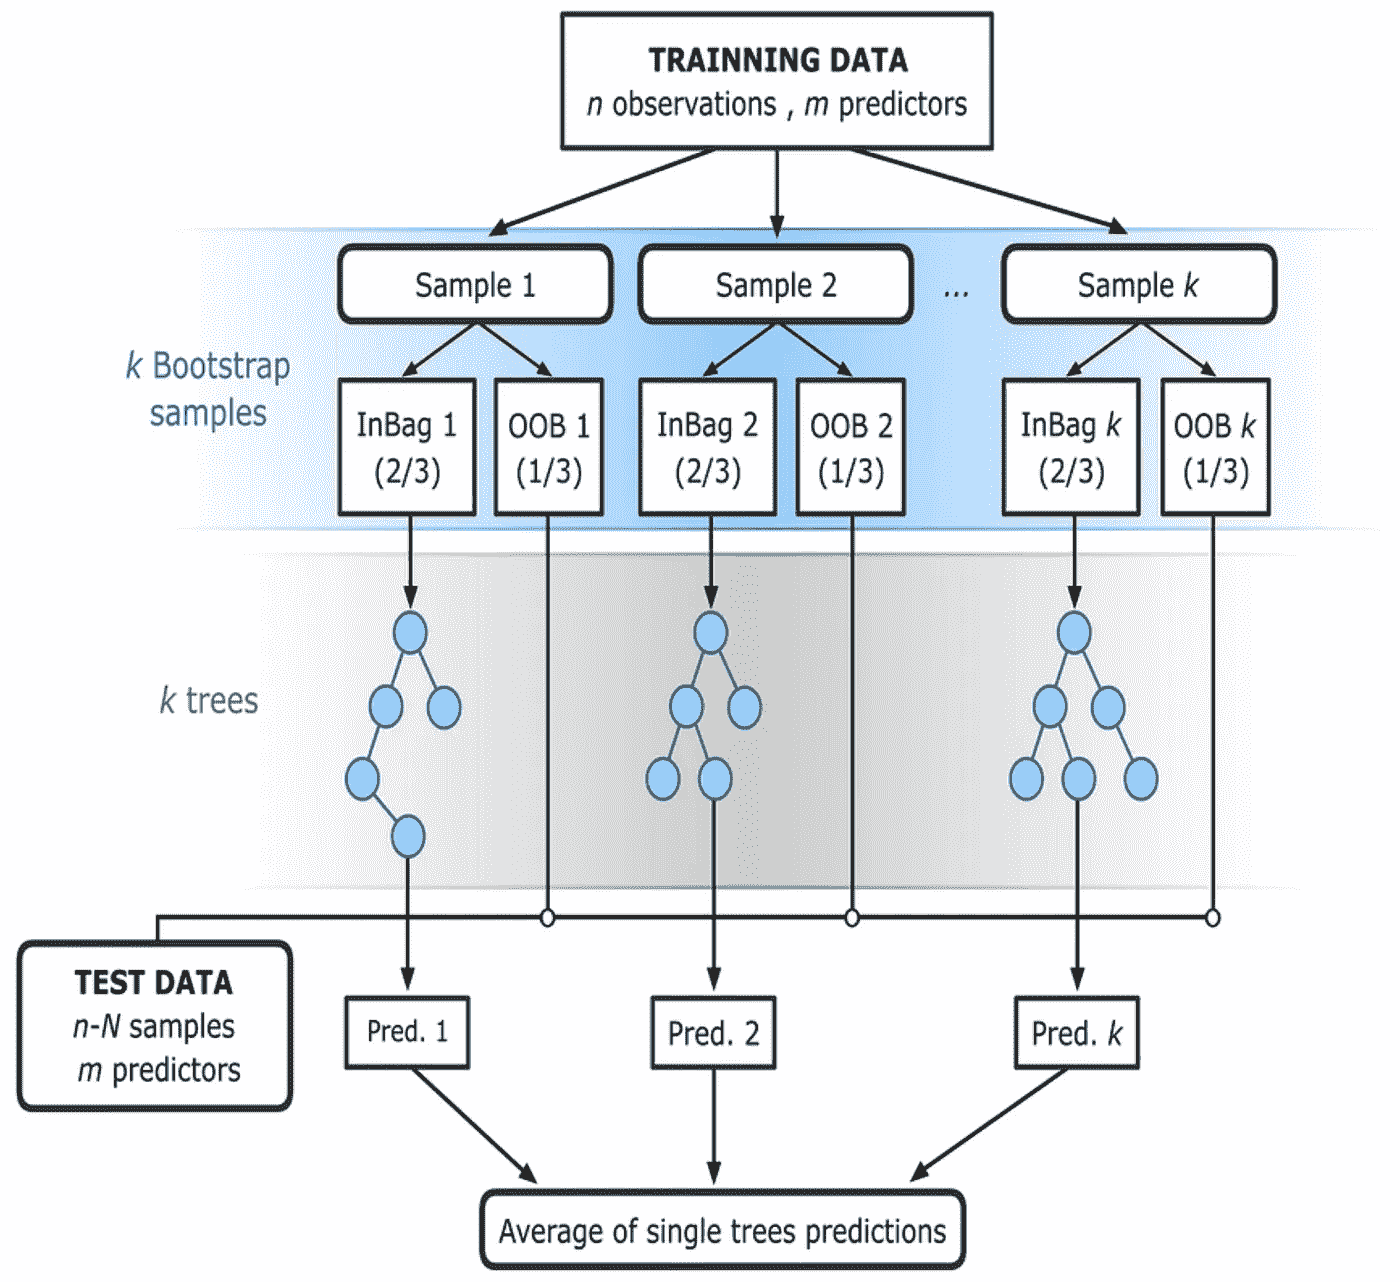 TRAINNING DATA
n observations , m predictors
Sample 1
Sample 2
...
Sample k
k Bootstrap
samples
InBag 1
(2/3)
OOB 1
(1/3)
InBag 2
(2/3)
OOB 2
(1/3)
InBag k
(2/3)
OOB k
(1/3)
k trees
TEST DATA
n-N samples
m predictors
Pred. 1
Pred. 2
Pred. k
Average of single trees predictions